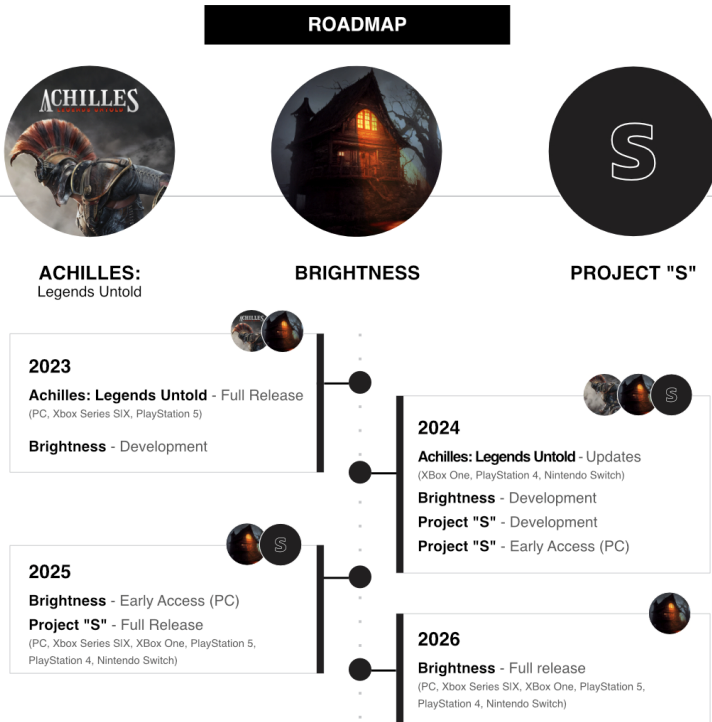 ROADMAP
ACHILLES
LEGENDS UNTOLD
S
ACHILLES:
Legends Untold
BRIGHTNESS
PROJECT "S"
ACHILLES
2023
Achilles: Legends Untold - Full Release
(PC, Xbox Series S|X, PlayStation 5)
Brightness - Development
S
2024
Achilles: Legends Untold - Updates
(XBox One, PlayStation 4, Nintendo Switch)
Brightness - Development
Project "S" - Development
Project "S" - Early Access (PC)
S
2025
Brightness - Early Access (PC)
Project "S" - Full Release
(PC, Xbox Series S|X, XBox One, PlayStation 5,
PlayStation 4, Nintendo Switch)
2026
Brightness - Full release
(PC, Xbox Series S|X, XBox One, PlayStation 5,
PlayStation 4, Nintendo Switch)